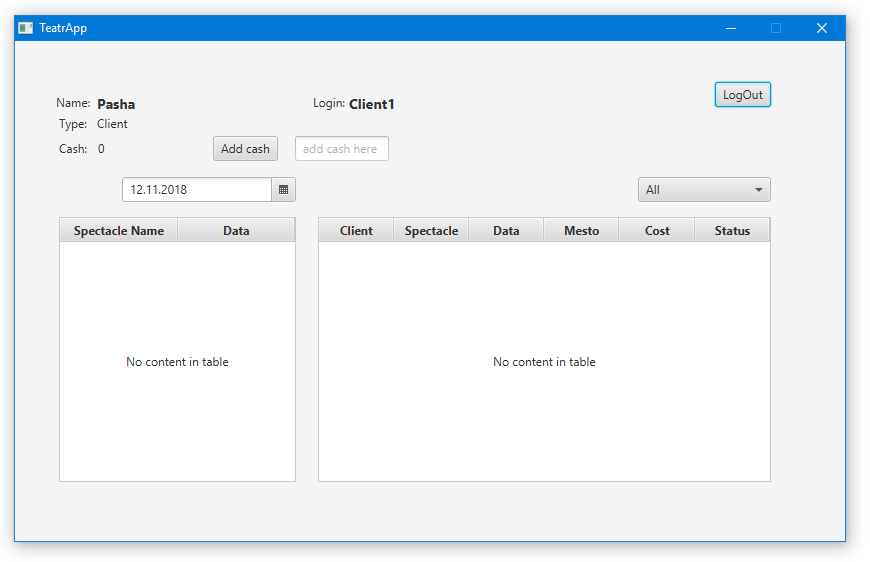 TeatrApp
LogOut
Name: Pasha Login: Client1
Type: Client
Cash: 0 Add cash add cash here
12.11.2018 All
Spectacle Name Data Client Spectacle Data Mesto Cost Status
No content in table No content in table